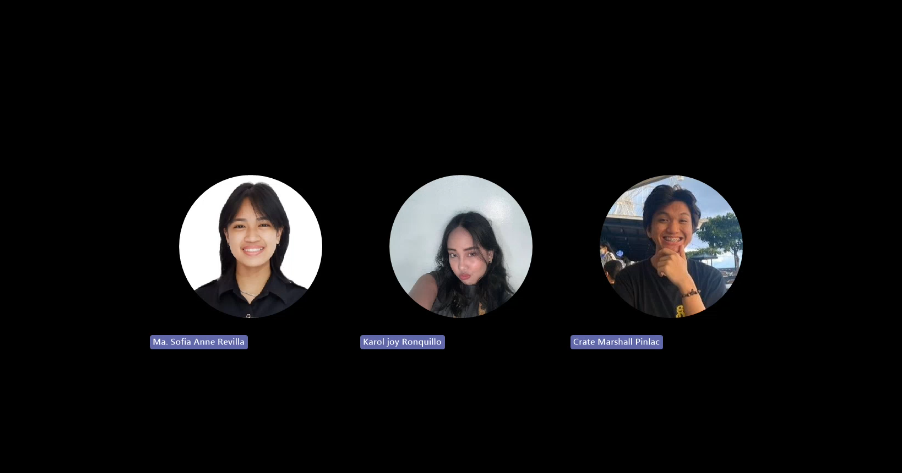 Ma. Sofia Anne Revilla
Karol joy Ronquillo
Crate Marshall Pinlac